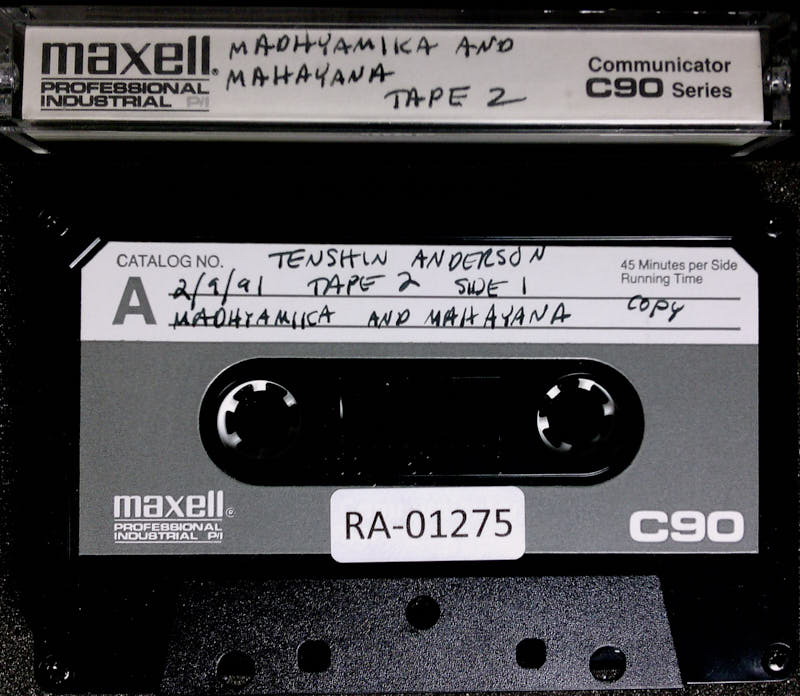 maxell® MADHYAMIKA AND
PROFESSIONAL MAHAYANA
INDUSTRIAL P/I TAPE 2
Communicator
C90 Series
CATALOG NO. TENSHIN ANDERSON
45 Minutes per Side
Running Time
A 2/9/91 TAPE 2 SIDE 1
COPY
MADHYAMIKA AND MAHAYANA
maxell®
PROFESSIONAL
INDUSTRIAL P/I
RA-01275
C90